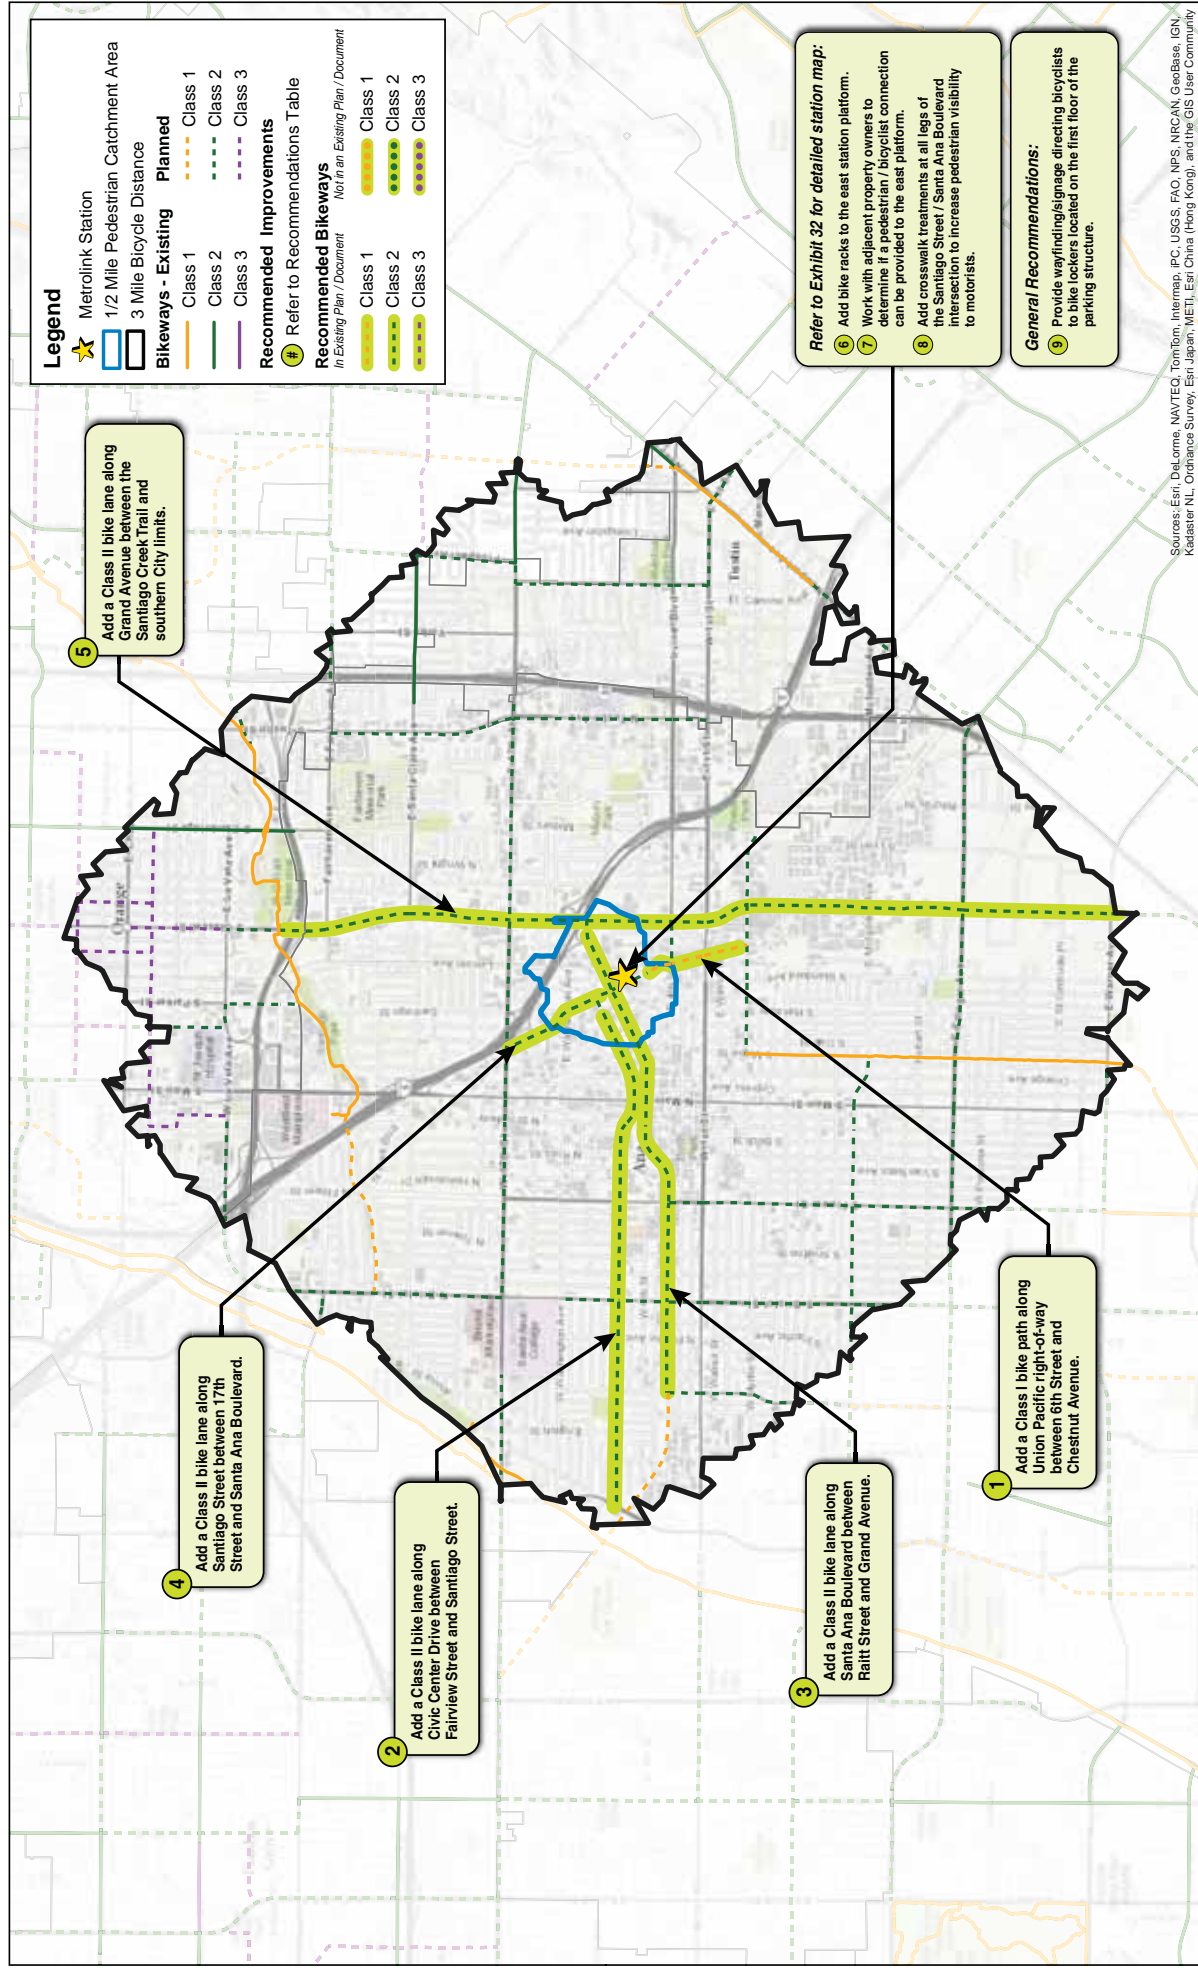 Legend
Metrolink Station
1/2 Mile Pedestrian Catchment Area
3 Mile Bicycle Distance
Bikeways - Existing
Class 1
Class 2
Class 3
Planned
Class 1
Class 2
Class 3
Recommended Improvements
# Refer to Recommendations Table
Recommended Bikeways
In Existing Plan / Document
Class 1
Class 2
Class 3
Not in an Existing Plan / Document
Class 1
Class 2
Class 3
5
Add a Class II bike lane along
Grand Avenue between the
Santiago Creek Trail and
southern City limits.
4
Add a Class II bike lane along
Santiago Street between 17th
Street and Santa Ana Boulevard.
2
Add a Class II bike lane along
Civic Center Drive between
Fairview Street and Santiago Street.
3
Add a Class II bike lane along
Santa Ana Boulevard between
Raitt Street and Grand Avenue.
1
Add a Class I bike path along
Union Pacific right-of-way
between 6th Street and
Chestnut Avenue.
Refer to Exhibit 32 for detailed station map:
6 Add bike racks to the east station platform.
7 Work with adjacent property owners to
determine if a pedestrian / bicyclist connection
can be provided to the east platform.
8 Add crosswalk treatments at all legs of
the Santiago Street / Santa Ana Boulevard
intersection to increase pedestrian visibility
to motorists.
General Recommendations:
9 Provide wayfinding/signage directing bicyclists
to bike lockers located on the first floor of the
parking structure.
Orange
Tustin
Sources: Esri, DeLorme, NAVTEQ, TomTom, Intermap, iPC, USGS, FAO, NPS, NRCAN, GeoBase, IGN,
Kadaster NL, Ordnance Survey, Esri Japan, METI, Esri China (Hong Kong), and the GIS User Community